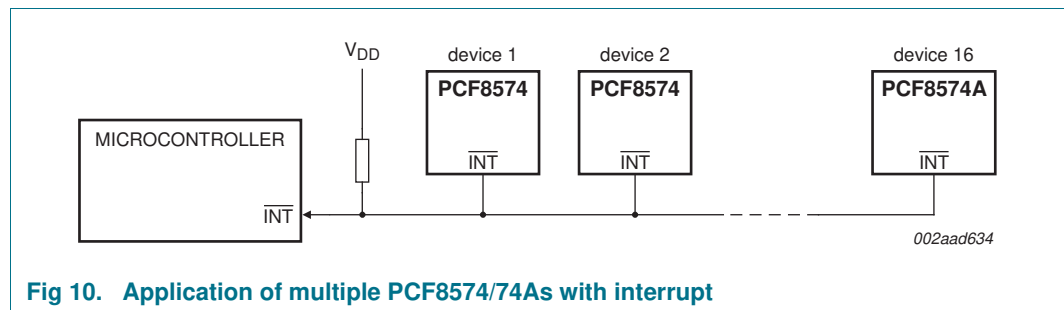 V_DD
device 1
device 2
device 16
PCF8574
PCF8574
PCF8574A
MICROCONTROLLER
INT
INT
INT
INT
002aad634
Fig 10. Application of multiple PCF8574/74As with interrupt